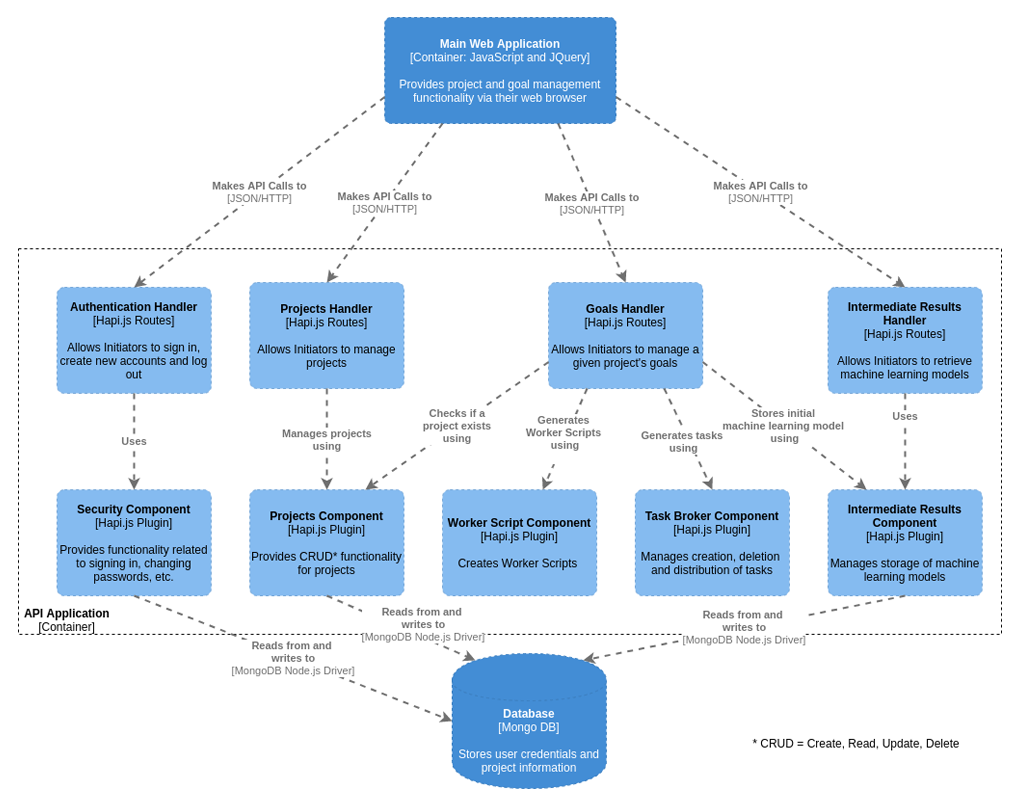 Main Web Application
[Container: JavaScript and JQuery]
Provides project and goal management
functionality via their web browser
Makes API Calls to
[JSON/HTTP]
Makes API Calls to
[JSON/HTTP]
Makes API Calls to
[JSON/HTTP]
Makes API Calls to
[JSON/HTTP]
Authentication Handler
[Hapi.js Routes]
Allows Initiators to sign in,
create new accounts and log
out
Projects Handler
[Hapi.js Routes]
Allows Initiators to manage
projects
Goals Handler
[Hapi.js Routes]
Allows Initiators to manage a
given project's goals
Intermediate Results
Handler
[Hapi.js Routes]
Allows Initiators to retrieve
machine learning models
Uses
Manages projects
using
Checks if a
project exists
using
Generates
Worker Scripts
using
Generates tasks
using
Stores initial
machine learning model
using
Uses
Security Component
[Hapi.js Plugin]
Provides functionality related
to signing in, changing
passwords, etc.
Projects Component
[Hapi.js Plugin]
Provides CRUD* functionality
for projects
Worker Script Component
[Hapi.js Plugin]
Creates Worker Scripts
Task Broker Component
[Hapi.js Plugin]
Manages creation, deletion
and distribution of tasks
Intermediate Results
Component
[Hapi.js Plugin]
Manages storage of machine
learning models
API Application
[Container]
Reads from and
writes to
[MongoDB Node.js Driver]
Reads from and
writes to
[MongoDB Node.js Driver]
Reads from and
writes to
[MongoDB Node.js Driver]
Database
[Mongo DB]
Stores user credentials and
project information
* CRUD = Create, Read, Update, Delete